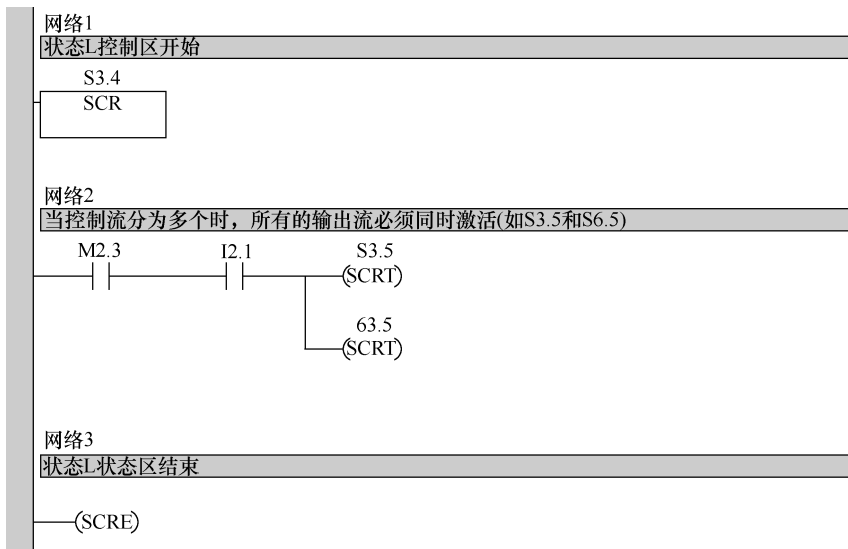 网络1
状态L控制区开始
S3.4
SCR
网络2
当控制流分为多个时，所有的输出流必须同时激活(如S3.5和S6.5)
M2.3 I2.1 S3.5
(SCRT)
63.5
(SCRT)
网络3
状态L状态区结束
(SCRE)